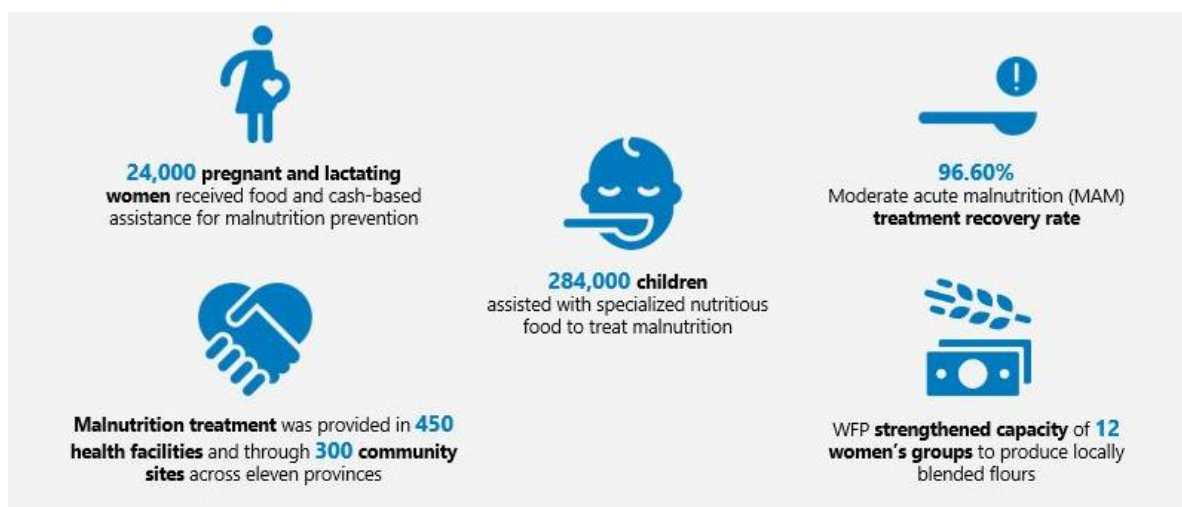 24,000 pregnant and lactating
women received food and cash-based
assistance for malnutrition prevention
284,000 children
assisted with specialized nutritious
food to treat malnutrition
96.60%
Moderate acute malnutrition (MAM)
treatment recovery rate
Malnutrition treatment was provided in 450
health facilities and through 300 community
sites across eleven provinces
WFP strengthened capacity of 12
women's groups to produce locally
blended flours